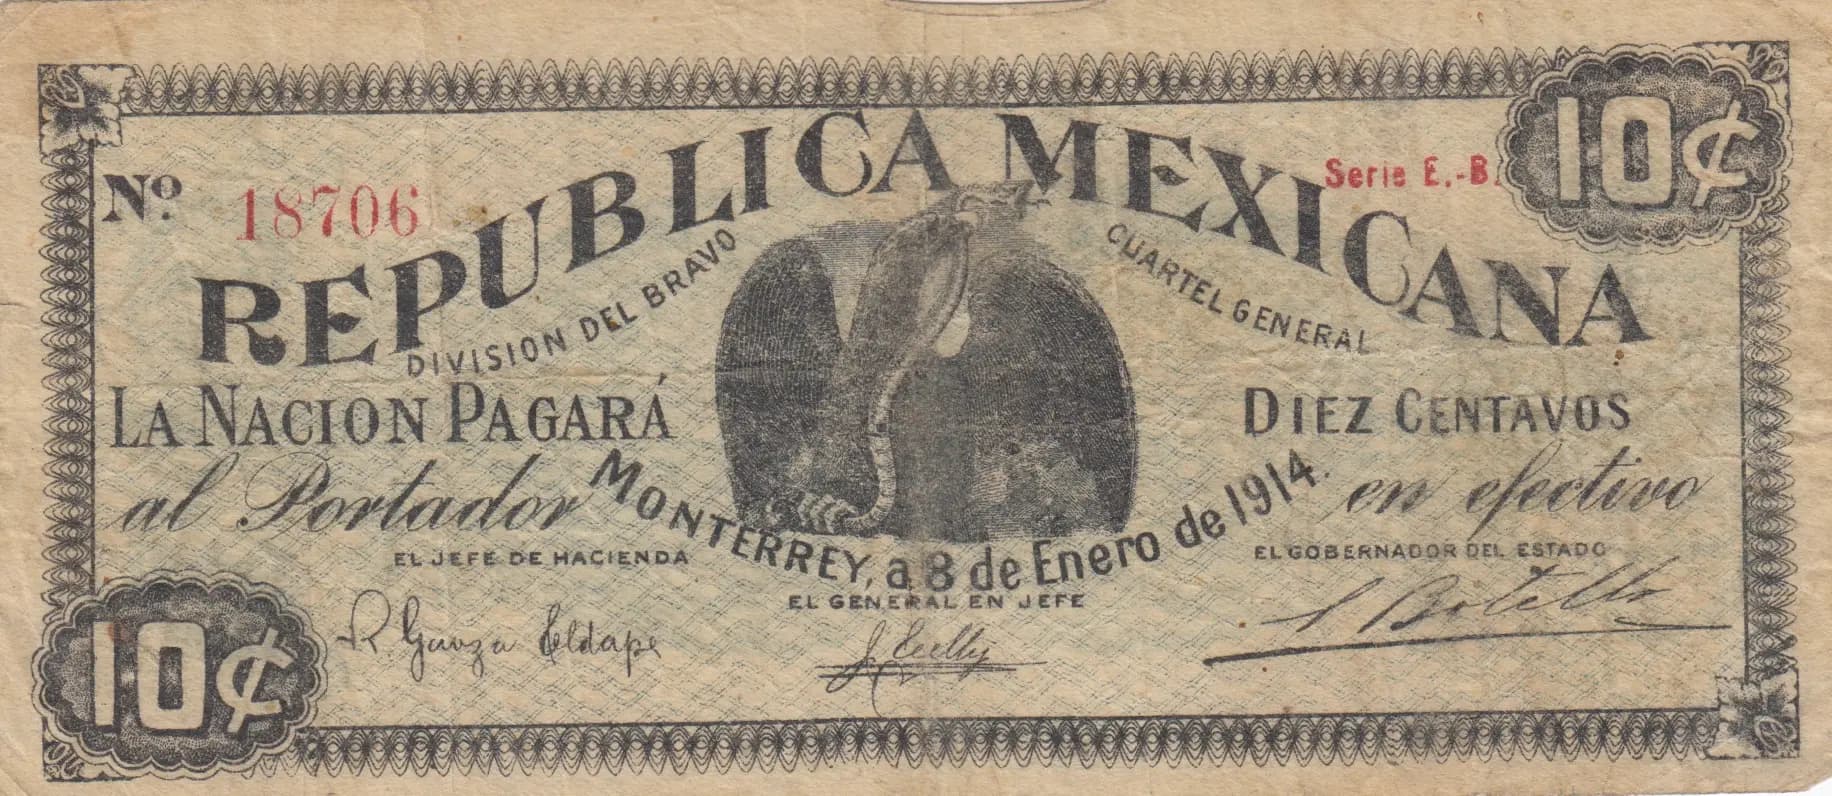 10¢
Nº 18706
Serie E.-B.
REPUBLICA MEXICANA
DIVISION DEL BRAVO
CUARTEL GENERAL
LA NACION PAGARÁ
DIEZ CENTAVOS
al Portador
en efectivo
MONTERREY, a 8 de Enero de 1914.
EL JEFE DE HACIENDA
EL GENERAL EN JEFE
EL GOBERNADOR DEL ESTADO
R. Garza Eldape
10¢